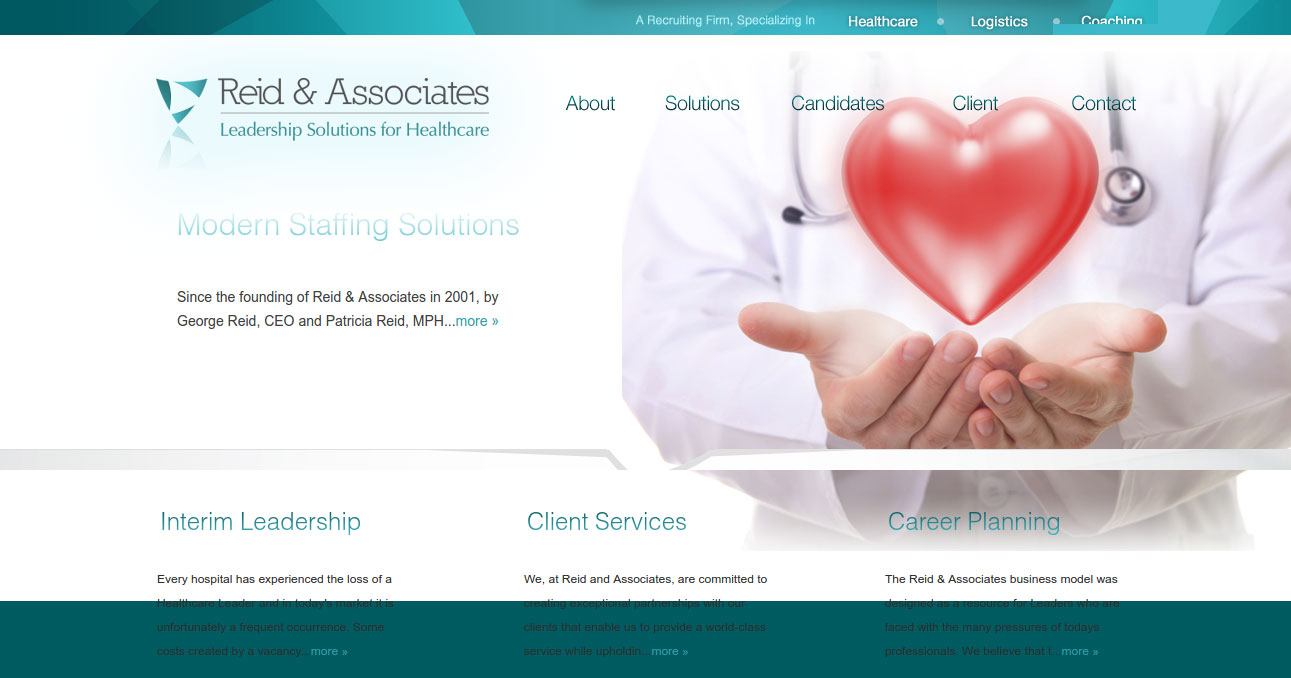 A Recruiting Firm, Specializing In Healthcare Logistics Coaching
Reid & Associates
Leadership Solutions for Healthcare
About Solutions Candidates Client Contact
Modern Staffing Solutions
Since the founding of Reid & Associates in 2001, by
George Reid, CEO and Patricia Reid, MPH...more »
Interim Leadership
Every hospital has experienced the loss of a
Healthcare Leader and in today's market it is
unfortunately a frequent occurrence. Some
costs created by a vacancy.. more »
Client Services
We, at Reid and Associates, are committed to
creating exceptional partnerships with our
clients that enable us to provide a world-class
service while upholdin.. more »
Career Planning
The Reid & Associates business model was
designed as a resource for Leaders who are
faced with the many pressures of todays
professionals. We believe that t.. more »